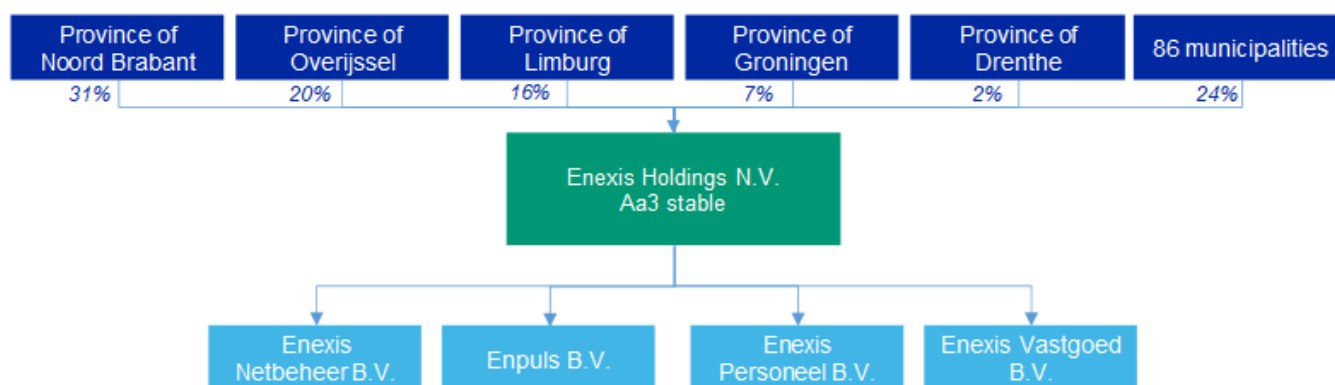 Province of
Noord Brabant
Province of
Overijssel
Province of
Limburg
Province of
Groningen
Province of
Drenthe
86 municipalities
31%
20%
16%
7%
2%
24%
Enexis Holdings N.V.
Aa3 stable
Enexis
Netbeheer B.V.
Enpuls B.V.
Enexis
Personeel B.V.
Enexis Vastgoed
B.V.